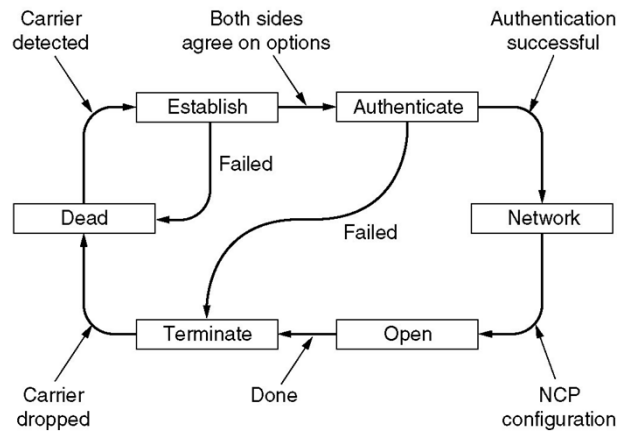 Carrier
detected
Both sides
agree on options
Authentication
successful
Establish
Authenticate
Failed
Dead
Network
Failed
Terminate
Open
Carrier
dropped
Done
NCP
configuration